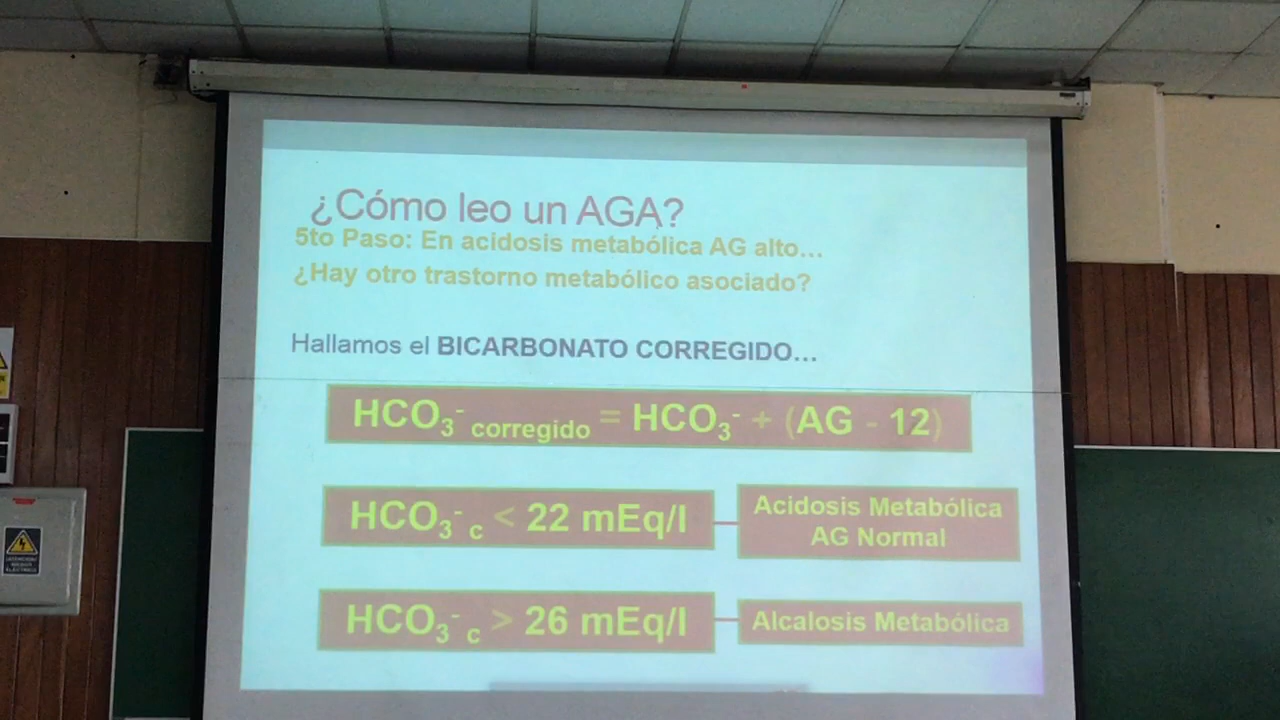 ¿Cómo leo un AGA?
5to Paso: En acidosis metabólica AG alto...
¿Hay otro trastorno metabólico asociado?
Hallamos el BICARBONATO CORREGIDO...
HCO₃⁻ corregido = HCO₃⁻ + (AG - 12)
HCO₃⁻ c < 22 mEq/l
Acidosis Metabólica
AG Normal
HCO₃⁻ c > 26 mEq/l
Alcalosis Metabólica